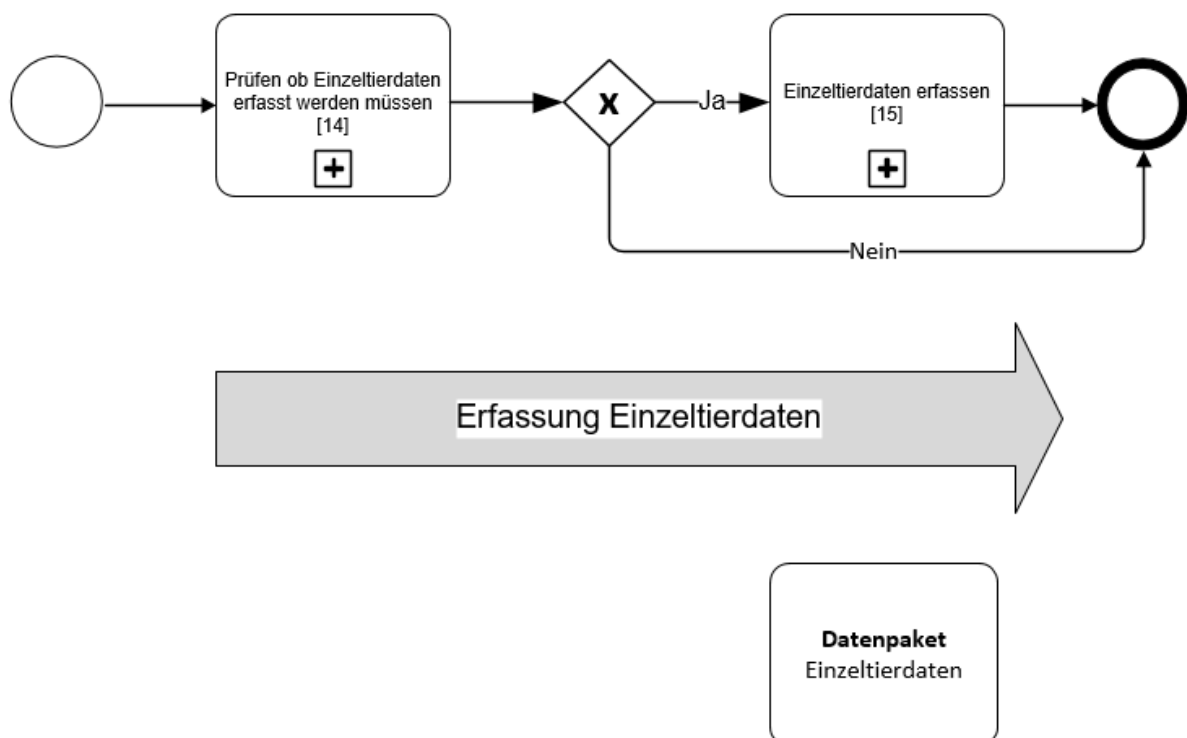 Prüfen ob Einzeltierdaten
erfasst werden müssen
[14]
X
Ja
Einzeltierdaten erfassen
[15]
Nein
Erfassung Einzeltierdaten
Datenpaket
Einzeltierdaten